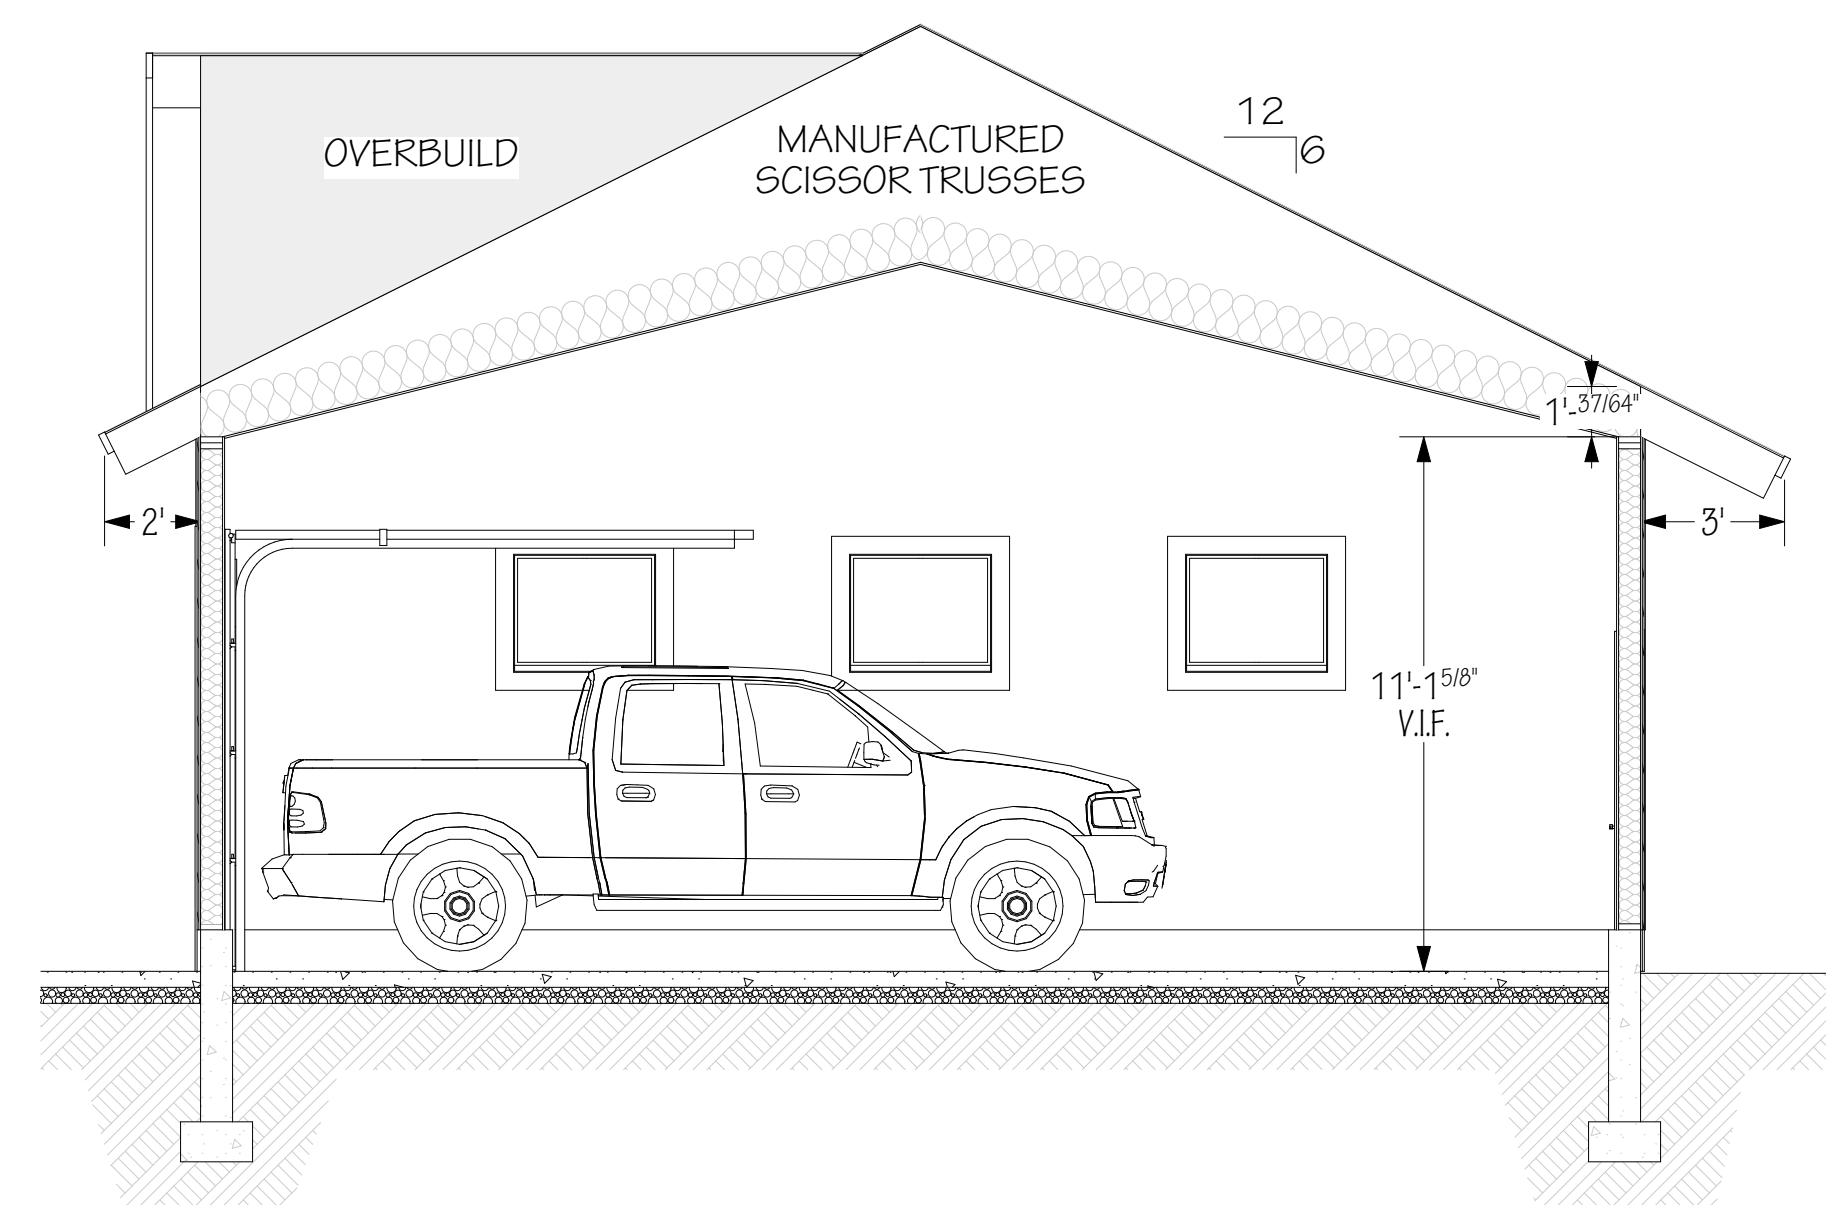 12
6
OVERBUILD
MANUFACTURED
SCISSOR TRUSSES
1'-37/64"
2'
3'
11'-1 5/8"
V.I.F.